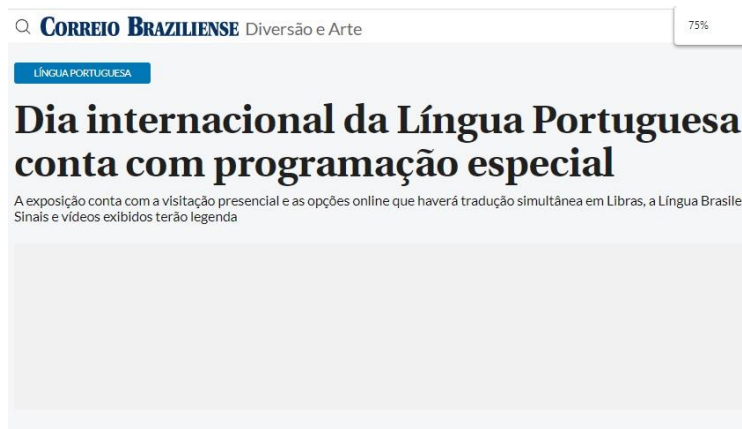 CORREIO BRAZILIENSE Diversão e Arte
75%
LÍNGUA PORTUGUESA
Dia internacional da Língua Portuguesa
conta com programação especial
A exposição conta com a visitação presencial e as opções online que haverá tradução simultânea em Libras, a Língua Brasile
Sinais e vídeos exibidos terão legenda